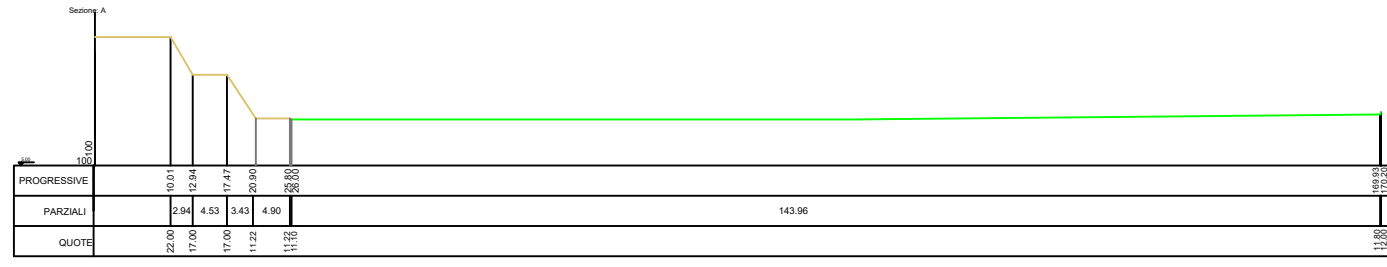 Sezione: A
100
100
5.00
PROGRESSIVE 10.01 12.94 17.47 20.90 25.80 26.00 169.93 170.20
PARZIALI 2.94 4.53 3.43 4.90 143.96
QUOTE 22.00 17.00 17.00 11.22 11.22 11.10 11.80 12.00